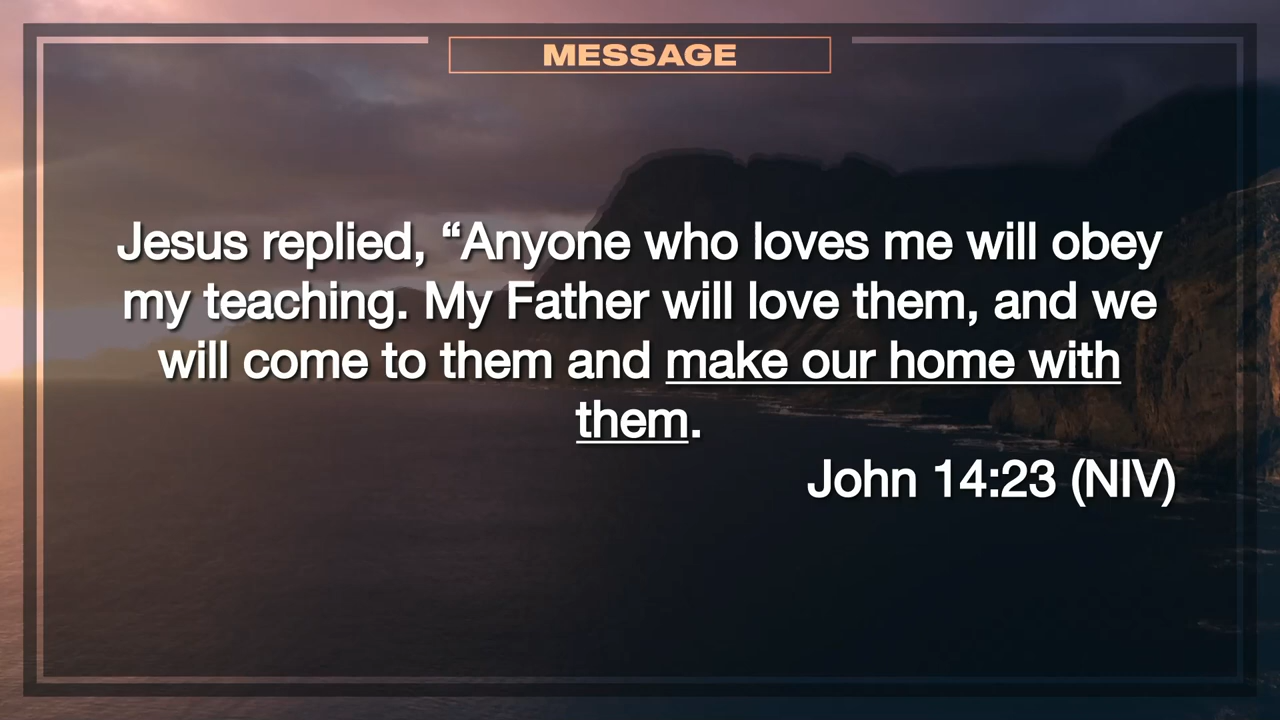 MESSAGE
Jesus replied, “Anyone who loves me will obey
my teaching. My Father will love them, and we
will come to them and make our home with
them.
John 14:23 (NIV)